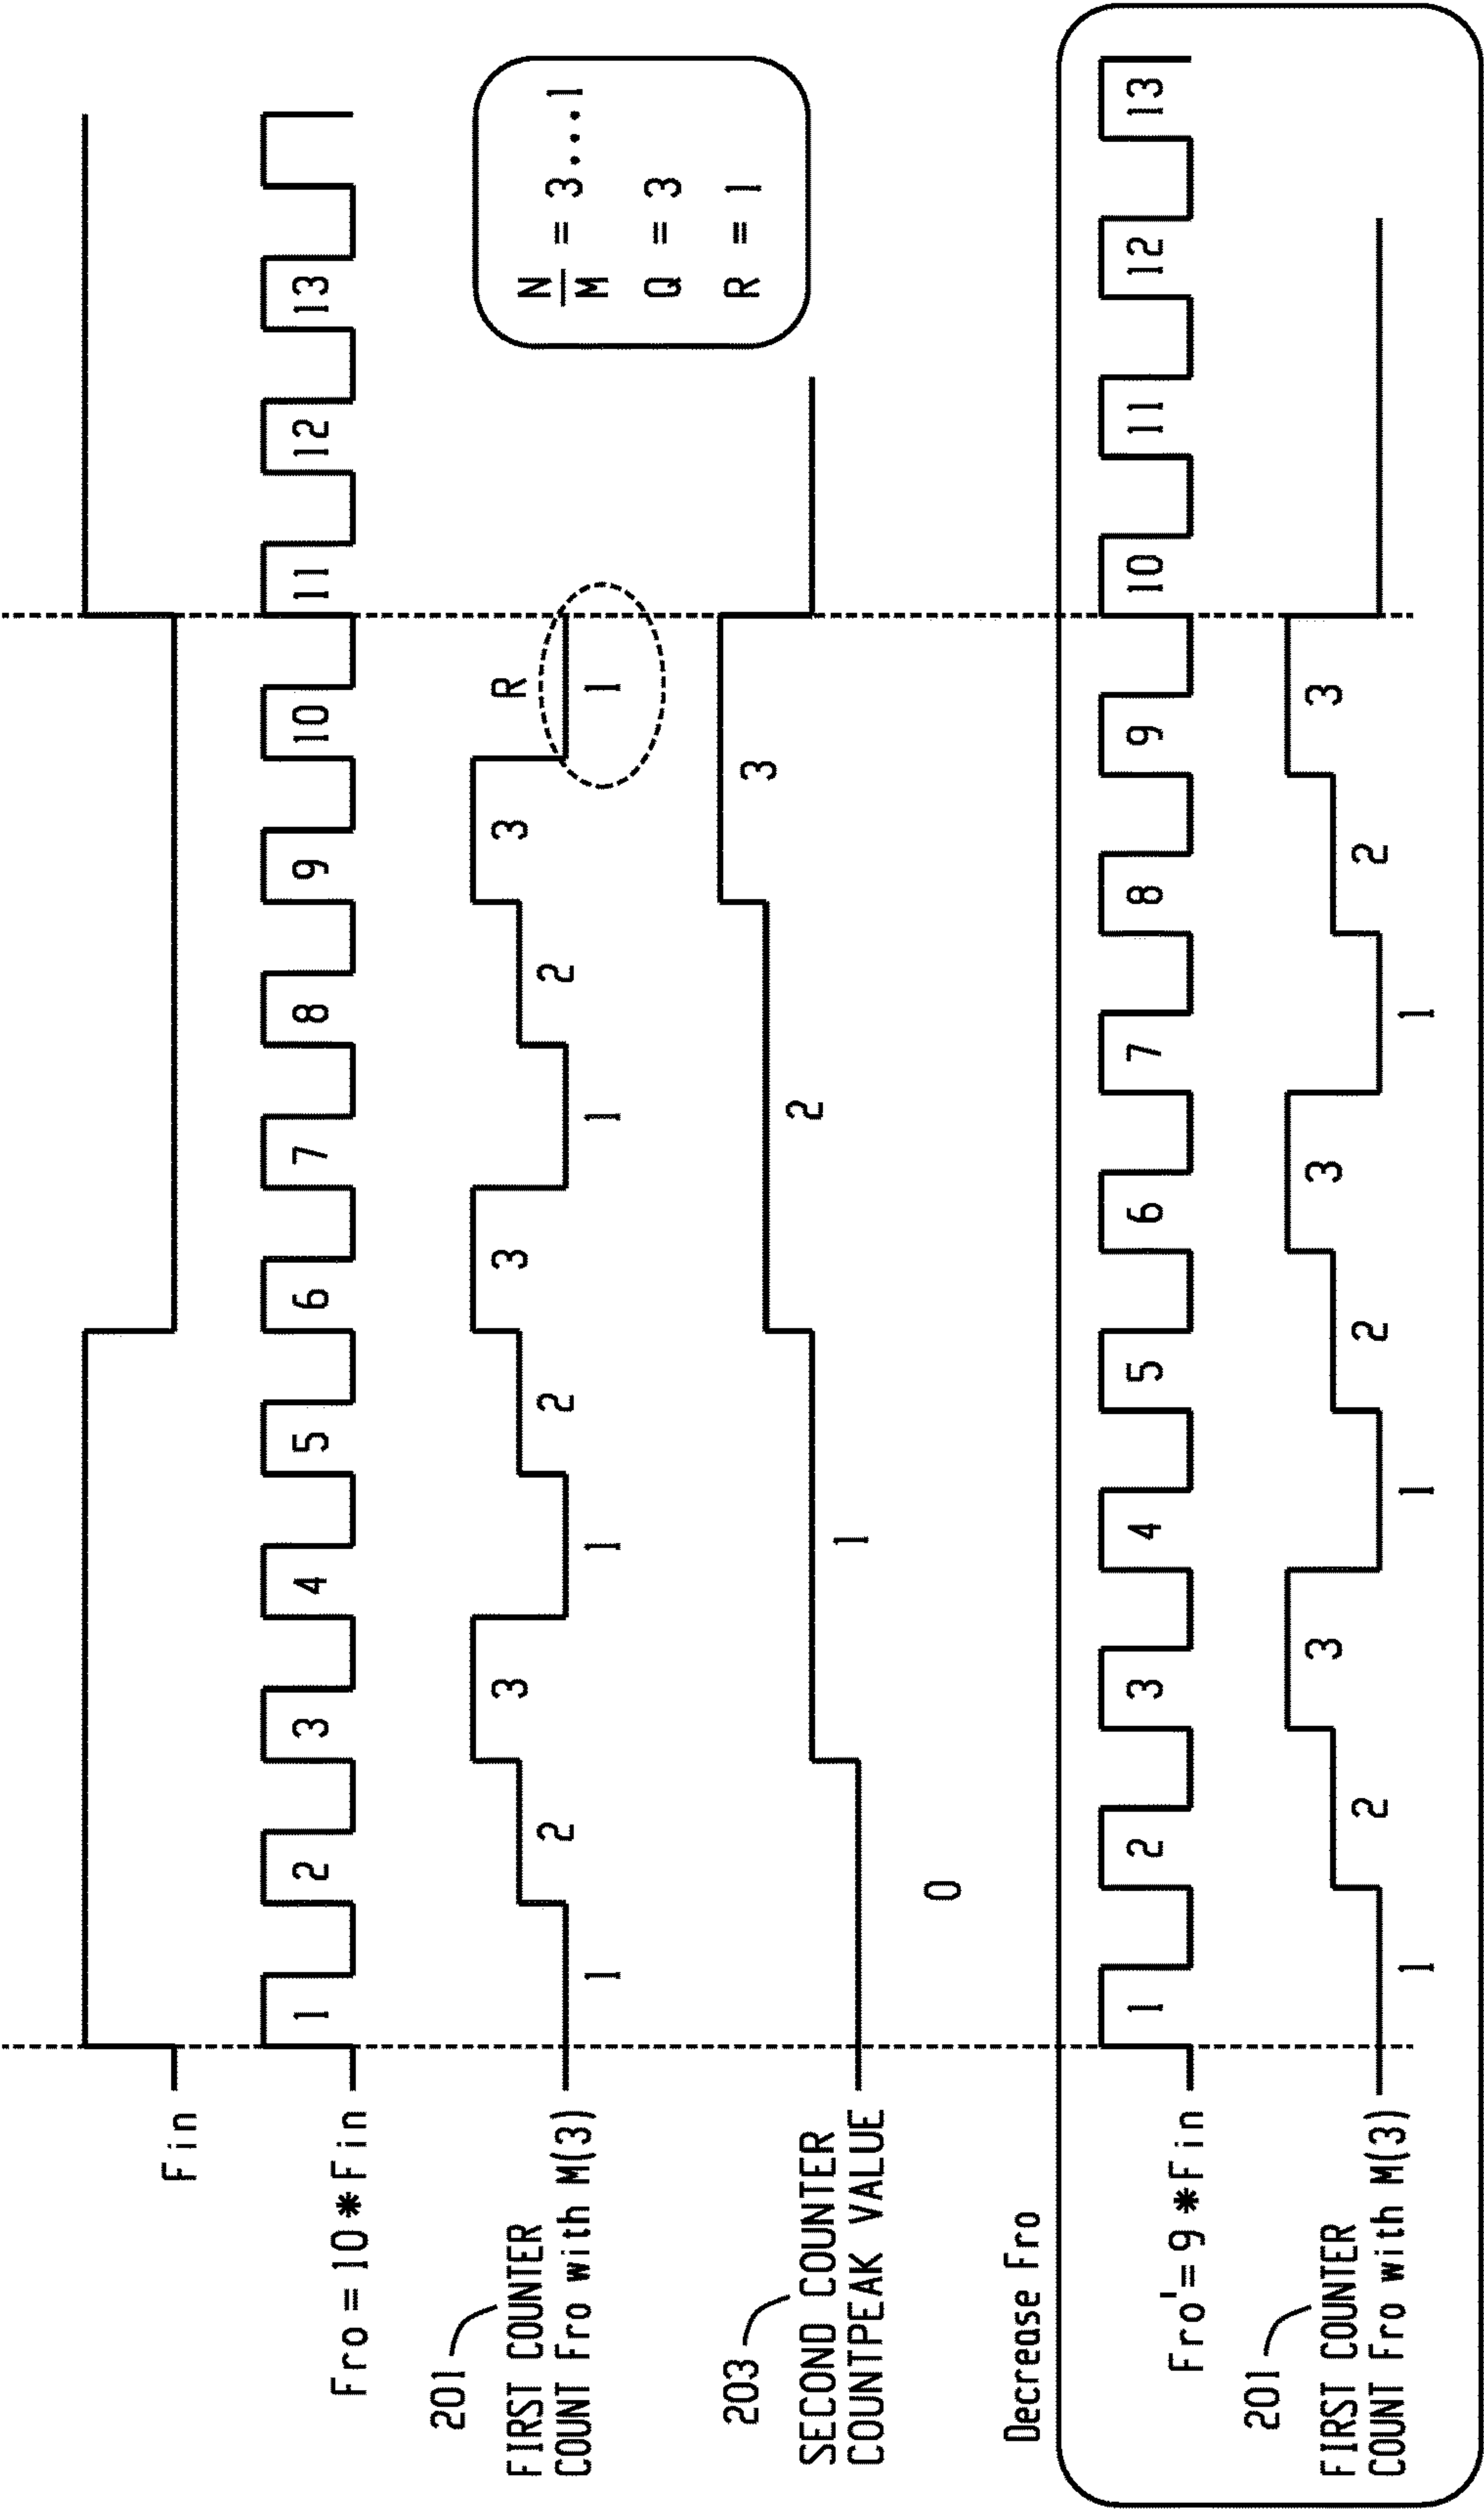 Fin
Fro=10*Fin
1 2 3 4 5 6 7 8 9 10 11 12 13
201
FIRST COUNTER
COUNT Fro with M(3)
1 2 3 1 2 3 1 2 3 1
R
203
SECOND COUNTER
COUNTPEAK VALUE
0 1 2 3
N/M = 3...1
Q = 3
R = 1
Decrease Fro
Fro'=9*Fin
1 2 3 4 5 6 7 8 9 10 11 12 13
201
FIRST COUNTER
COUNT Fro with M(3)
1 2 3 1 2 3 1 2 3